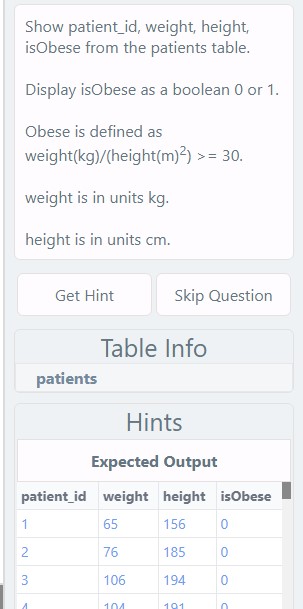 Show patient_id, weight, height,
isObese from the patients table.
Display isObese as a boolean 0 or 1.
Obese is defined as
weight(kg)/(height(m)²) >= 30.
weight is in units kg.
height is in units cm.
Get Hint Skip Question
Table Info
patients
Hints
Expected Output
patient_id weight height isObese
1 65 156 0
2 76 185 0
3 106 194 0
4 104 191 0